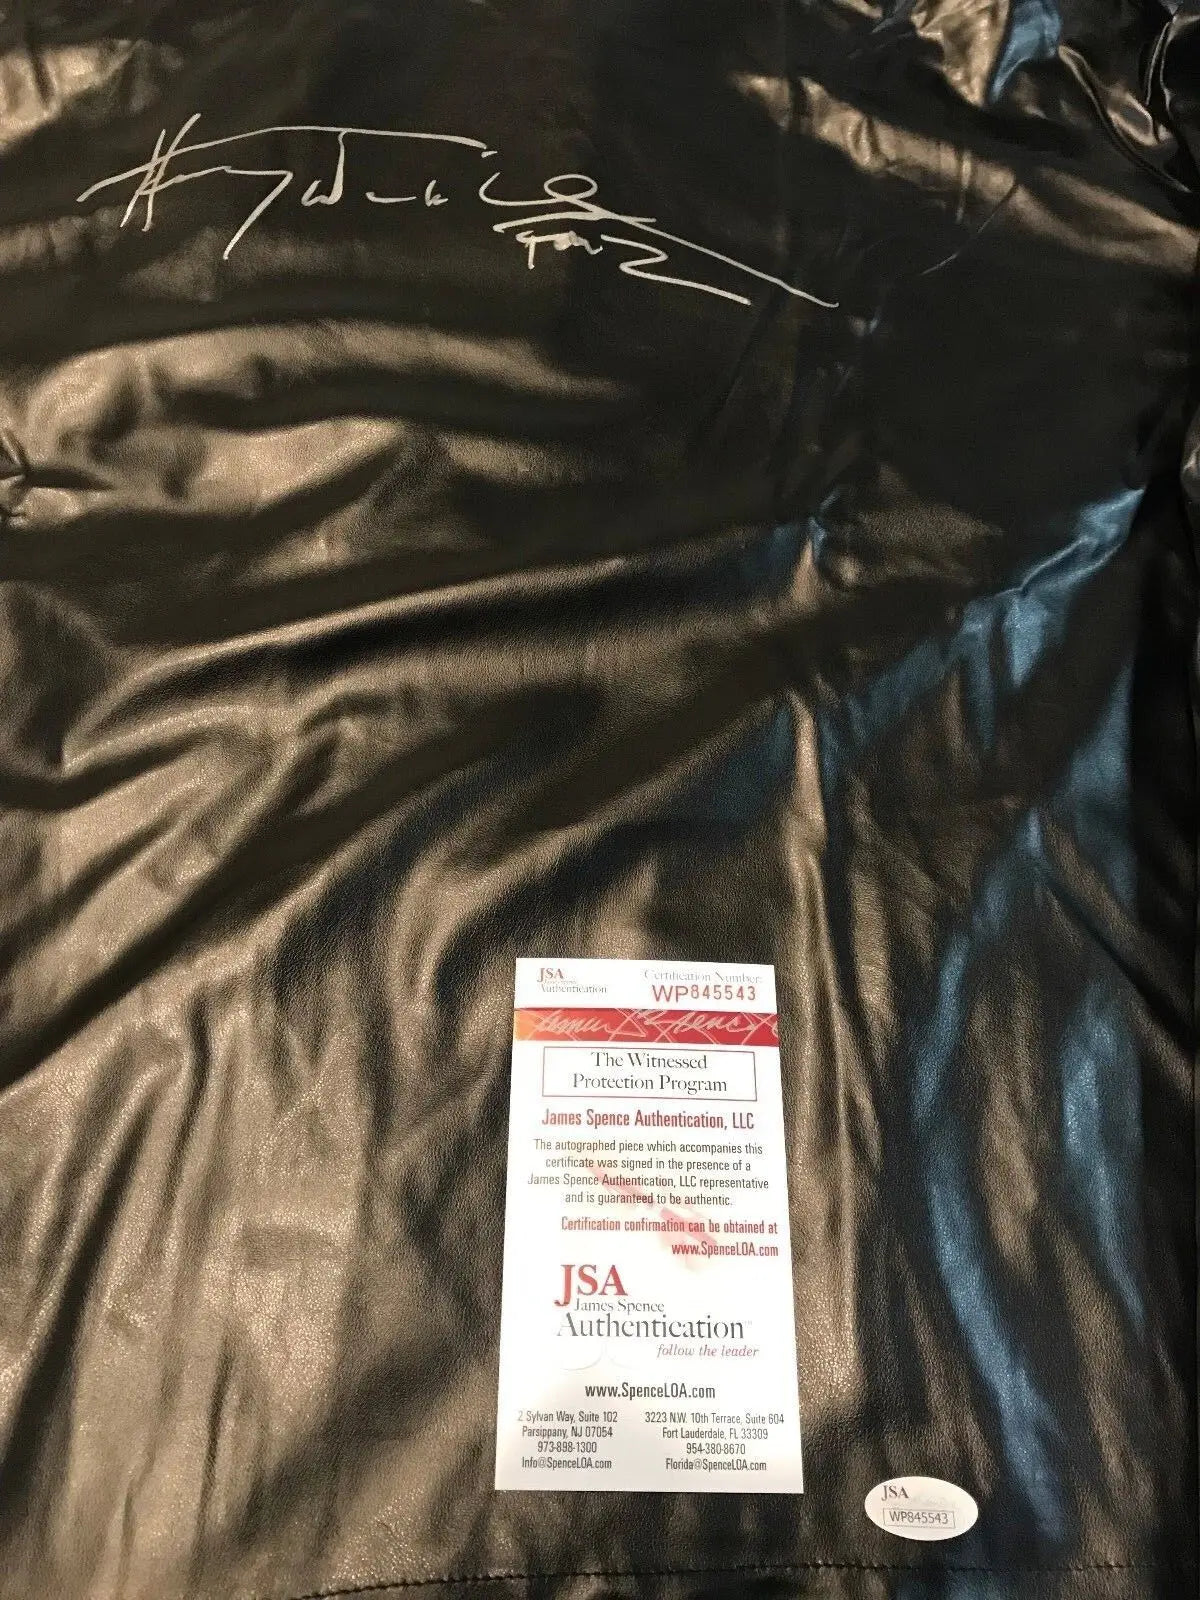 Henry Winkler
Fonz
JSA
Authentication
Certification Number:
WP845543
The Witnessed
Protection Program
James Spence Authentication, LLC
The autographed piece which accompanies this
certificate was signed in the presence of a
James Spence Authentication, LLC representative
and is guaranteed to be authentic.
Certification confirmation can be obtained at
www.SpenceLOA.com
JSA
James Spence
Authentication™
follow the leader
www.SpenceLOA.com
2 Sylvan Way, Suite 102
Parsippany, NJ 07054
973-898-1300
Info@SpenceLOA.com
3223 N.W. 10th Terrace, Suite 604
Fort Lauderdale, FL 33309
954-380-8670
Florida@SpenceLOA.com
JSA
WP845543